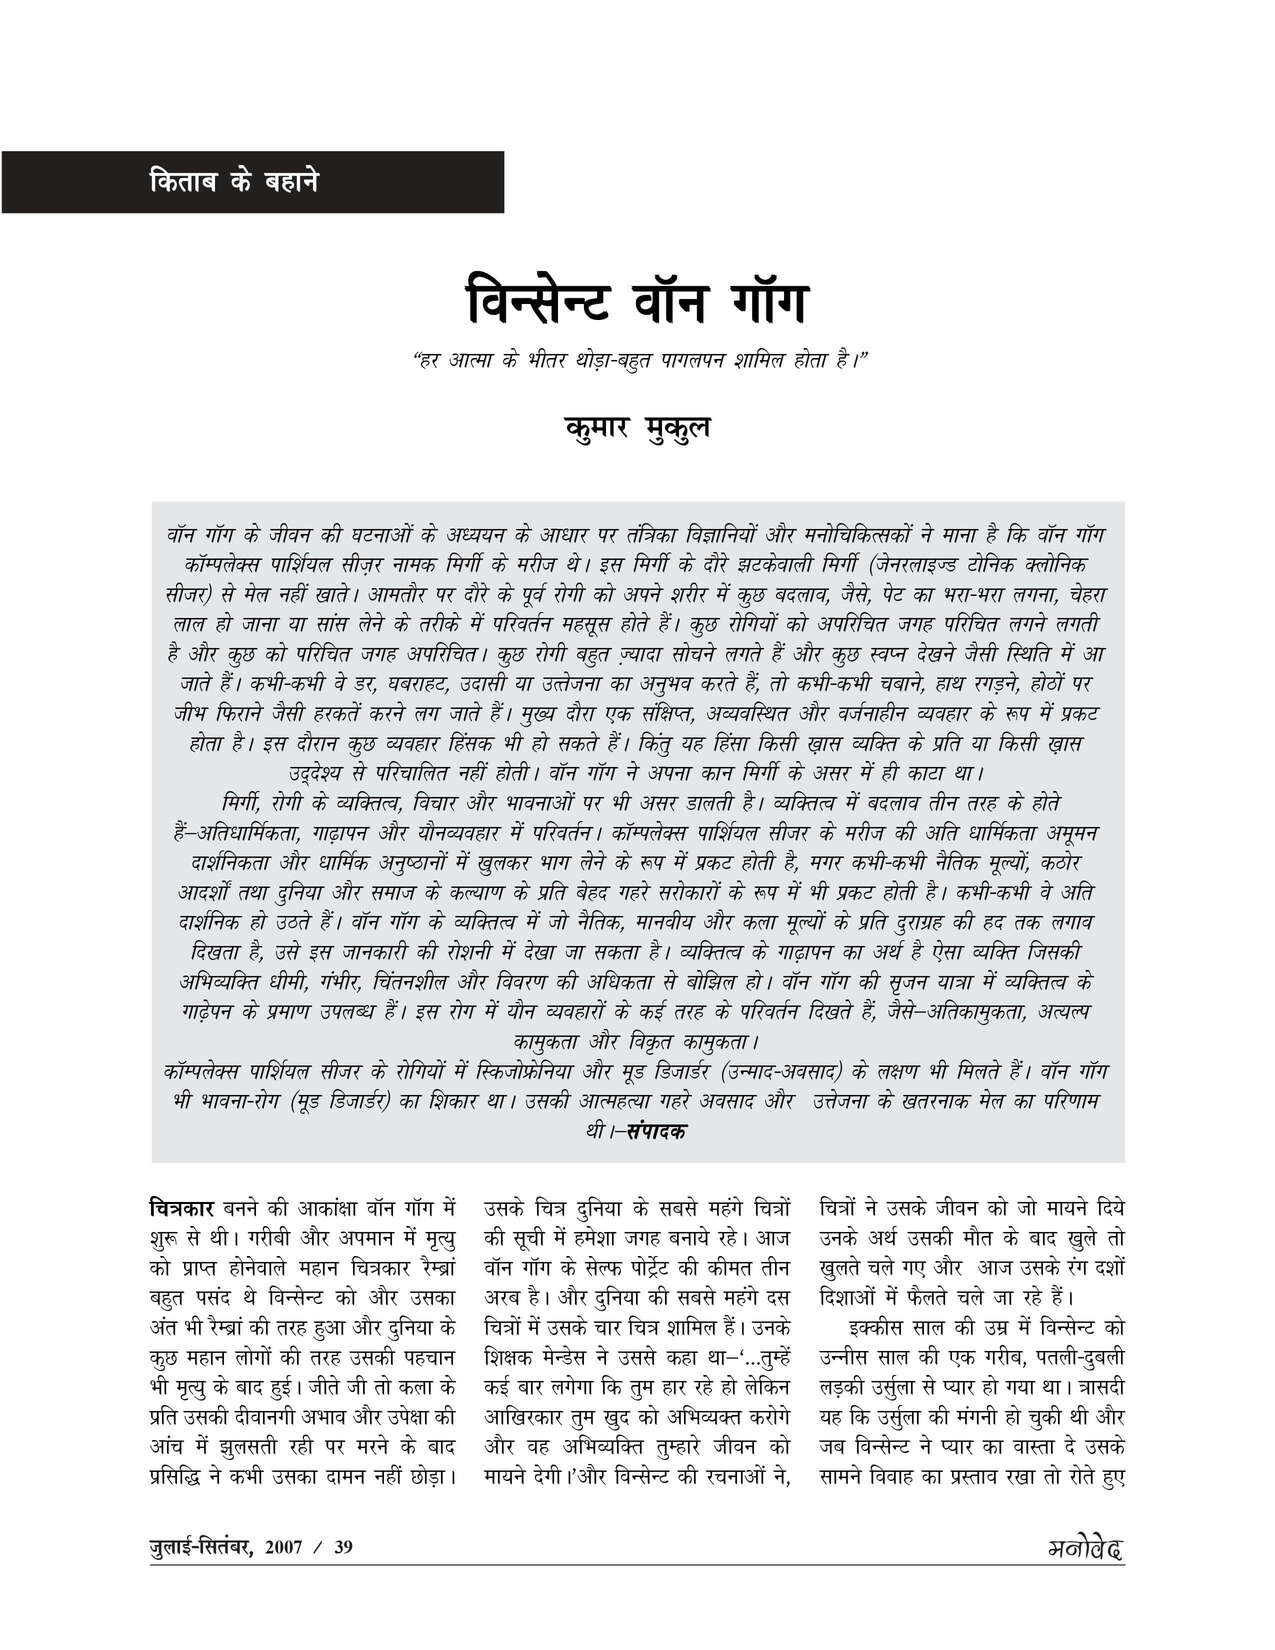 किताब के बहाने
विन्सेन्ट वॉन गॉग
“हर आत्मा के भीतर थोड़ा-बहुत पागलपन शामिल होता है।”
कुमार मुकुल
वॉन गॉग के जीवन की घटनाओं के अध्ययन के आधार पर तंत्रिका विज्ञानियों और मनोचिकित्सकों ने माना है कि वॉन गॉग
कॉम्पलेक्स पार्शियल सीज़र नामक मिर्गी के मरीज थे। इस मिर्गी के दौरे झटकेवाली मिर्गी (जेनरलाइज्ड टोनिक क्लोनिक
सीजर) से मेल नहीं खाते। आमतौर पर दौरे के पूर्व रोगी को अपने शरीर में कुछ बदलाव, जैसे, पेट का भरा-भरा लगना, चेहरा
लाल हो जाना या सांस लेने के तरीके में परिवर्तन महसूस होते हैं। कुछ रोगियों को अपरिचित जगह परिचित लगने लगती
है और कुछ को परिचित जगह अपरिचित। कुछ रोगी बहुत ज़्यादा सोचने लगते हैं और कुछ स्वप्न देखने जैसी स्थिति में आ
जाते हैं। कभी-कभी वे डर, घबराहट, उदासी या उत्तेजना का अनुभव करते हैं, तो कभी-कभी चबाने, हाथ रगड़ने, होठों पर
जीभ फिराने जैसी हरकतें करने लग जाते हैं। मुख्य दौरा एक संक्षिप्त, अव्यवस्थित और वर्जनाहीन व्यवहार के रूप में प्रकट
होता है। इस दौरान कुछ व्यवहार हिंसक भी हो सकते हैं। किंतु यह हिंसा किसी ख़ास व्यक्ति के प्रति या किसी ख़ास
उद्देश्य से परिचालित नहीं होती। वॉन गॉग ने अपना कान मिर्गी के असर में ही काटा था।
मिर्गी, रोगी के व्यक्तित्व, विचार और भावनाओं पर भी असर डालती है। व्यक्तित्व में बदलाव तीन तरह के होते
हैं–अतिधार्मिकता, गाढ़ापन और यौनव्यवहार में परिवर्तन। कॉम्पलेक्स पार्शियल सीजर के मरीज की अति धार्मिकता अमूमन
दार्शनिकता और धार्मिक अनुष्ठानों में खुलकर भाग लेने के रूप में प्रकट होती है, मगर कभी-कभी नैतिक मूल्यों, कठोर
आदर्शों तथा दुनिया और समाज के कल्याण के प्रति बेहद गहरे सरोकारों के रूप में भी प्रकट होती है। कभी-कभी वे अति
दार्शनिक हो उठते हैं। वॉन गॉग के व्यक्तित्व में जो नैतिक, मानवीय और कला मूल्यों के प्रति दुराग्रह की हद तक लगाव
दिखता है, उसे इस जानकारी की रोशनी में देखा जा सकता है। व्यक्तित्व के गाढ़ापन का अर्थ है ऐसा व्यक्ति जिसकी
अभिव्यक्ति धीमी, गंभीर, चिंतनशील और विवरण की अधिकता से बोझिल हो। वॉन गॉग की सृजन यात्रा में व्यक्तित्व के
गाढ़ेपन के प्रमाण उपलब्ध हैं। इस रोग में यौन व्यवहारों के कई तरह के परिवर्तन दिखते हैं, जैसे–अतिकामुकता, अत्यल्प
कामुकता और विकृत कामुकता।
कॉम्पलेक्स पार्शियल सीजर के रोगियों में स्किजोफ्रेनिया और मूड डिजार्डर (उन्माद-अवसाद) के लक्षण भी मिलते हैं। वॉन गॉग
भी भावना-रोग (मूड डिजार्डर) का शिकार था। उसकी आत्महत्या गहरे अवसाद और उत्तेजना के खतरनाक मेल का परिणाम
थी।–संपादक
चित्रकार बनने की आकांक्षा वॉन गॉग में
शुरू से थी। गरीबी और अपमान में मृत्यु
को प्राप्त होनेवाले महान चित्रकार रैम्ब्रां
बहुत पसंद थे विन्सेन्ट को और उसका
अंत भी रैम्ब्रां की तरह हुआ और दुनिया के
कुछ महान लोगों की तरह उसकी पहचान
भी मृत्यु के बाद हुई। जीते जी तो कला के
प्रति उसकी दीवानगी अभाव और उपेक्षा की
आंच में झुलसती रही पर मरने के बाद
प्रसिद्धि ने कभी उसका दामन नहीं छोड़ा।
उसके चित्र दुनिया के सबसे महंगे चित्रों
की सूची में हमेशा जगह बनाये रहे। आज
वॉन गॉग के सेल्फ पोर्ट्रेट की कीमत तीन
अरब है। और दुनिया की सबसे महंगे दस
चित्रों में उसके चार चित्र शामिल हैं। उनके
शिक्षक मेन्डेस ने उससे कहा था–‘...तुम्हें
कई बार लगेगा कि तुम हार रहे हो लेकिन
आखिरकार तुम खुद को अभिव्यक्त करोगे
और वह अभिव्यक्ति तुम्हारे जीवन को
मायने देगी।’और विन्सेन्ट की रचनाओं ने,
चित्रों ने उसके जीवन को जो मायने दिये
उनके अर्थ उसकी मौत के बाद खुले तो
खुलते चले गए और आज उसके रंग दशों
दिशाओं में फैलते चले जा रहे हैं।
इक्कीस साल की उम्र में विन्सेन्ट को
उन्नीस साल की एक गरीब, पतली-दुबली
लड़की उर्सुला से प्यार हो गया था। त्रासदी
यह कि उर्सुला की मंगनी हो चुकी थी और
जब विन्सेन्ट ने प्यार का वास्ता दे उसके
सामने विवाह का प्रस्ताव रखा तो रोते हुए
जुलाई-सितंबर, 2007 / 39
मनोवेद